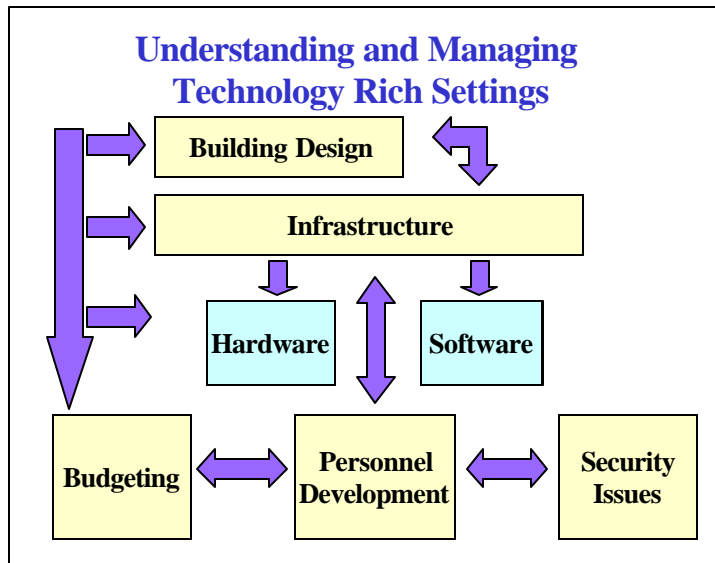 Understanding and Managing
Technology Rich Settings
Building Design
Infrastructure
Hardware
Software
Budgeting
Personnel
Development
Security
Issues